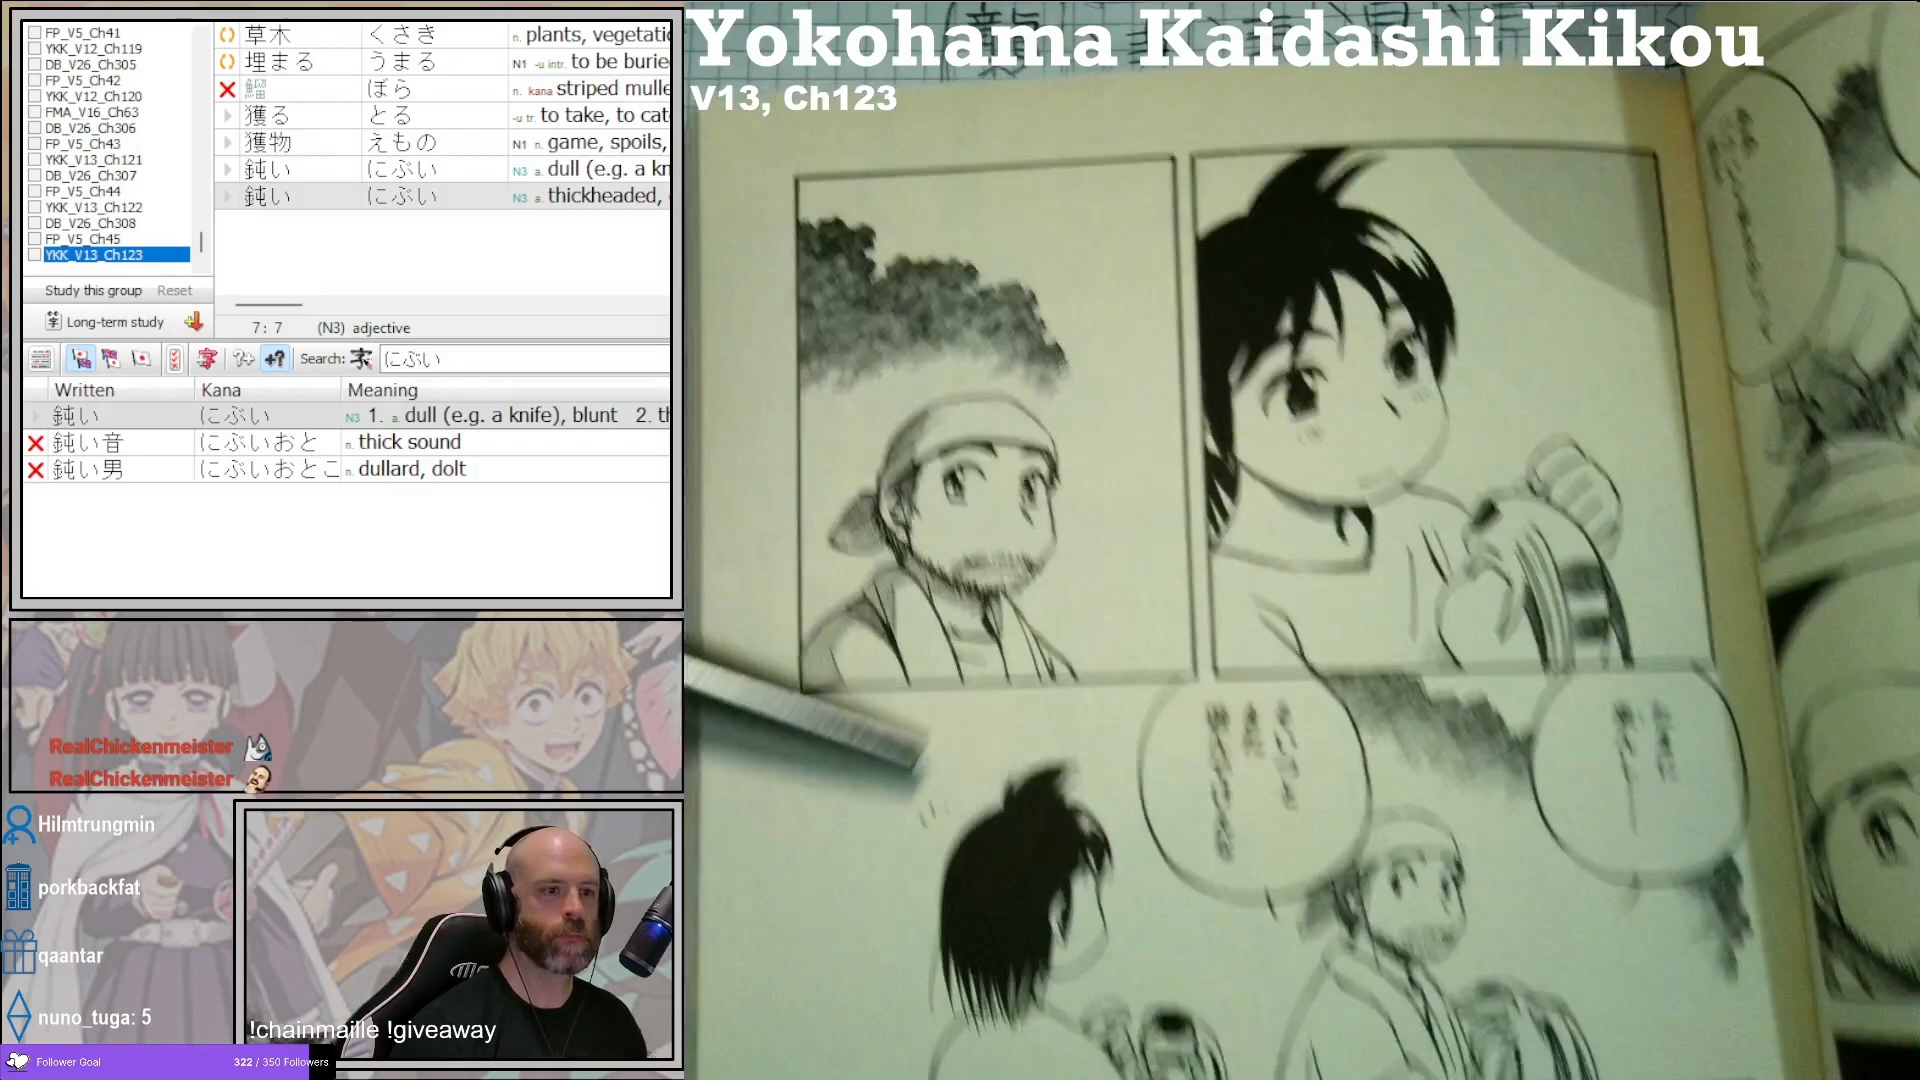 FP_V5_Ch41
YKK_V12_Ch119
DB_V26_Ch305
FP_V5_Ch42
YKK_V12_Ch120
FMA_V16_Ch63
DB_V26_Ch306
FP_V5_Ch43
YKK_V13_Ch121
DB_V26_Ch307
FP_V5_Ch44
YKK_V13_Ch122
DB_V26_Ch308
FP_V5_Ch45
YKK_V13_Ch123
Study this group Reset
Long-term study
草木 くさき n. plants, vegetatio
埋まる うまる N1 -u intr. to be burie
鯔 ぼら n. kana striped mulle
獲る とる -u tr. to take, to cat
獲物 えもの N1 n. game, spoils,
鈍い にぶい N3 a. dull (e.g. a kn
鈍い にぶい N3 a. thickheaded,
7: 7 (N3) adjective
Search: にぶい
Written Kana Meaning
鈍い にぶい N3 1. a. dull (e.g. a knife), blunt 2. th
鈍い音 にぶいおと n. thick sound
鈍い男 にぶいおとこ n. dullard, dolt
RealChickenmeister
RealChickenmeister
Hilmtrungmin
porkbackfat
qaantar
nuno_tuga: 5
!chainmaille !giveaway
Follower Goal 322 / 350 Followers
Yokohama Kaidashi Kikou
V13, Ch123